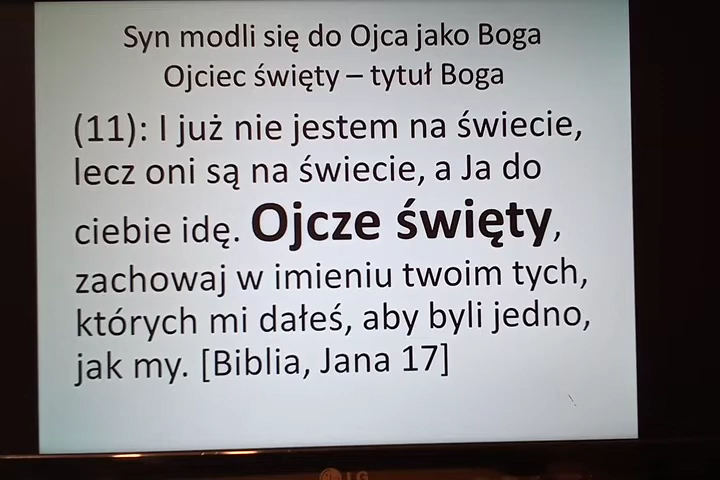 Syn modli się do Ojca jako Boga
Ojciec święty – tytuł Boga
(11): I już nie jestem na świecie,
lecz oni są na świecie, a Ja do
ciebie idę. Ojcze święty,
zachowaj w imieniu twoim tych,
których mi dałeś, aby byli jedno,
jak my. [Biblia, Jana 17]
LG